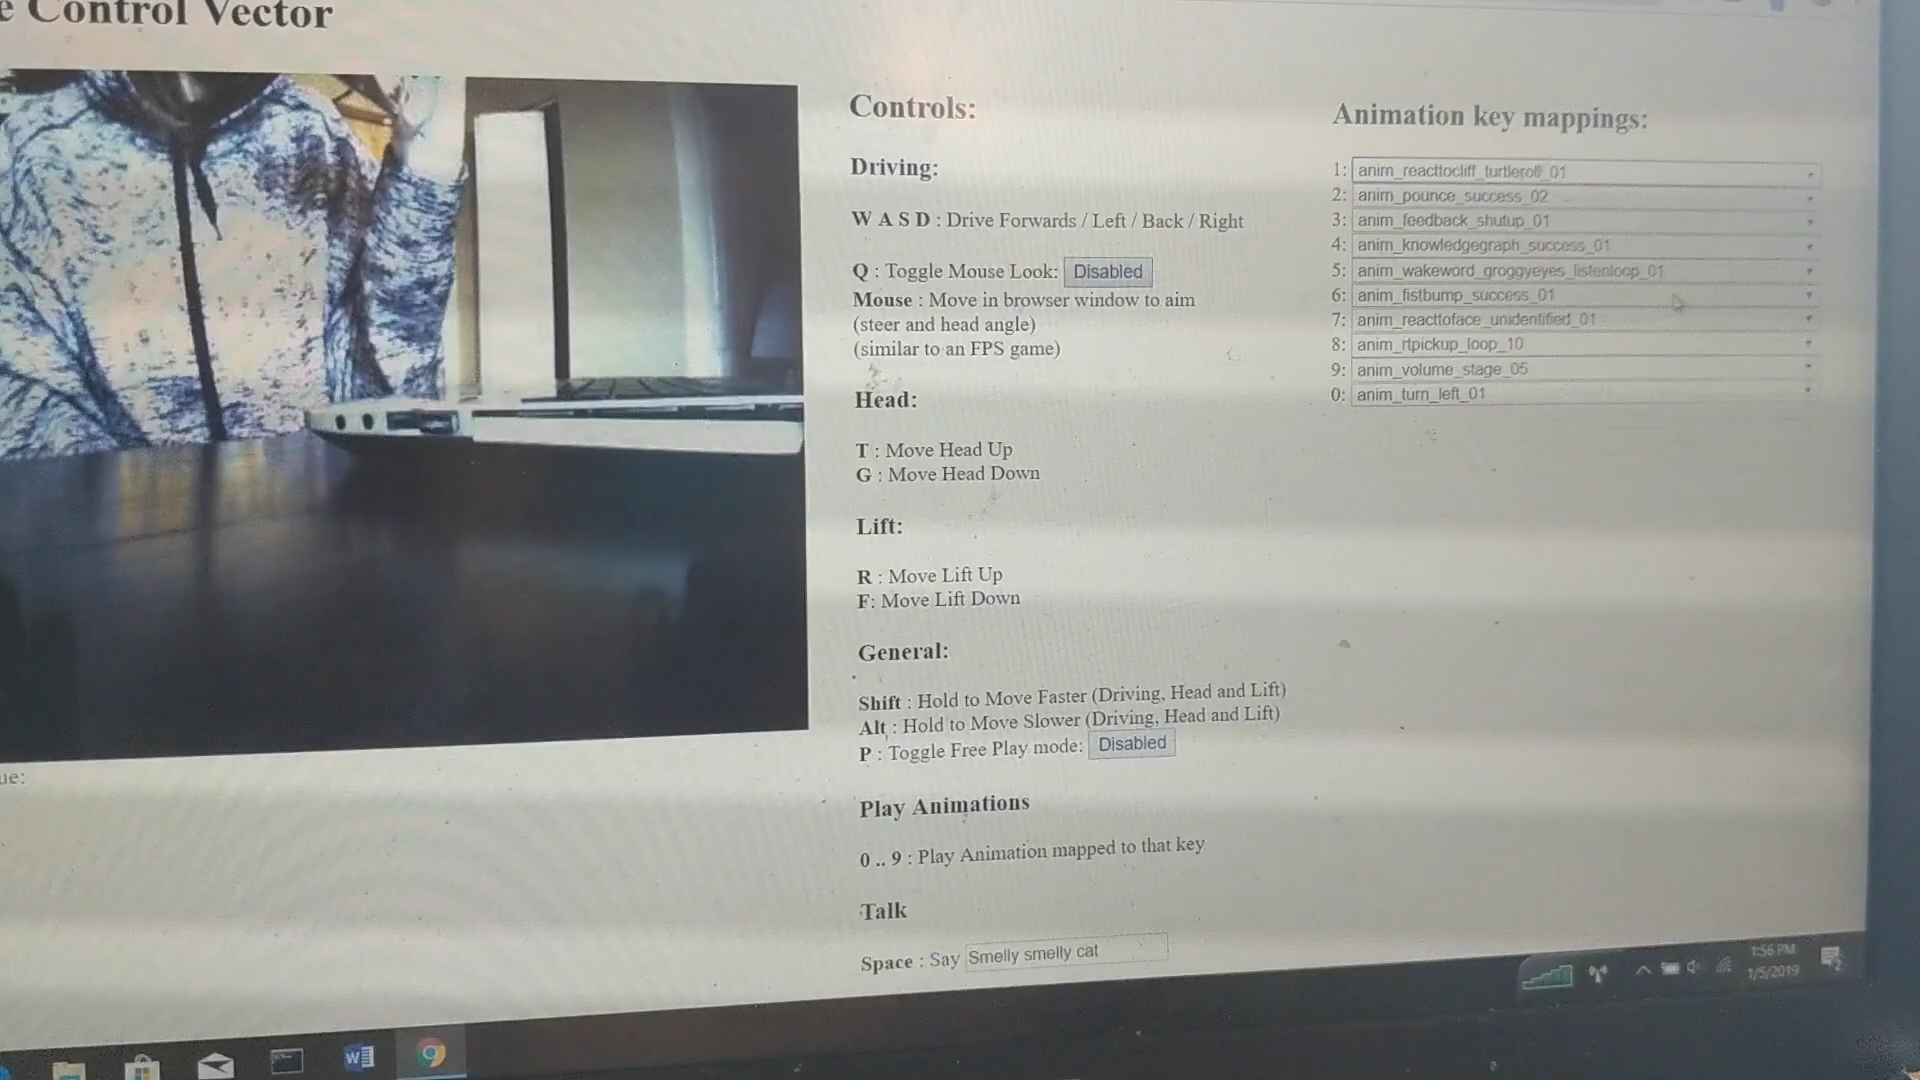 e Control Vector
Controls:
Driving:
W A S D : Drive Forwards / Left / Back / Right
Q : Toggle Mouse Look: Disabled
Mouse : Move in browser window to aim
(steer and head angle)
(similar to an FPS game)
Head:
T : Move Head Up
G : Move Head Down
Lift:
R : Move Lift Up
F: Move Lift Down
General:
Shift : Hold to Move Faster (Driving, Head and Lift)
Alt : Hold to Move Slower (Driving, Head and Lift)
P : Toggle Free Play mode: Disabled
Play Animations
0 .. 9 : Play Animation mapped to that key
Talk
Space : Say Smelly smelly cat
Animation key mappings:
1: anim_reacttocliff_turtleroll_01
2: anim_pounce_success_02
3: anim_feedback_shutup_01
4: anim_knowledgegraph_success_01
5: anim_wakeword_groggyeyes_listenloop_01
6: anim_fistbump_success_01
7: anim_reacttoface_unidentified_01
8: anim_rtpickup_loop_10
9: anim_volume_stage_05
0: anim_turn_left_01
ue:
1:56 PM
1/5/2019
2
W